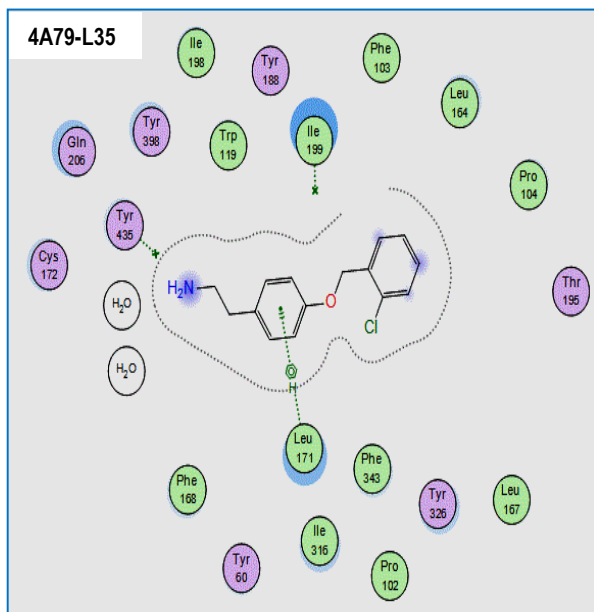 4A79-L35
Ile
198
Tyr
188
Phe
103
Leu
164
Gln
206
Tyr
398
Trp
119
Ile
199
Pro
104
Tyr
435
Cys
172
Thr
195
H₂N
O
Cl
H₂O
H₂O
H
Leu
171
Phe
168
Phe
343
Tyr
326
Leu
167
Ile
316
Tyr
60
Pro
102